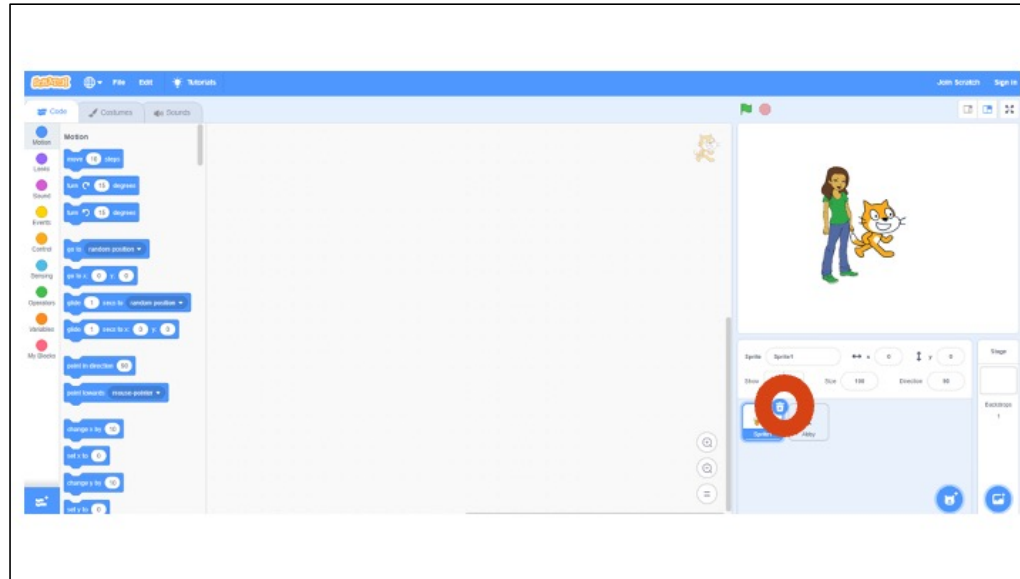 SCRATCH File Edit Tutorials Join Scratch Sign in
Code Costumes Sounds
Motion
Looks
Sound
Events
Control
Sensing
Operators
Variables
My Blocks
Motion
move 10 steps
turn 15 degrees
turn 15 degrees
go to random position
go to x: 0 y: 0
glide 1 secs to random position
glide 1 secs to x: 0 y: 0
point in direction 90
point towards mouse-pointer
change x by 10
set x to 0
change y by 10
set y to 0
Sprite Sprite1 x 0 y 0
Show Size 100 Direction 90
Abby
Stage
Backdrops
1